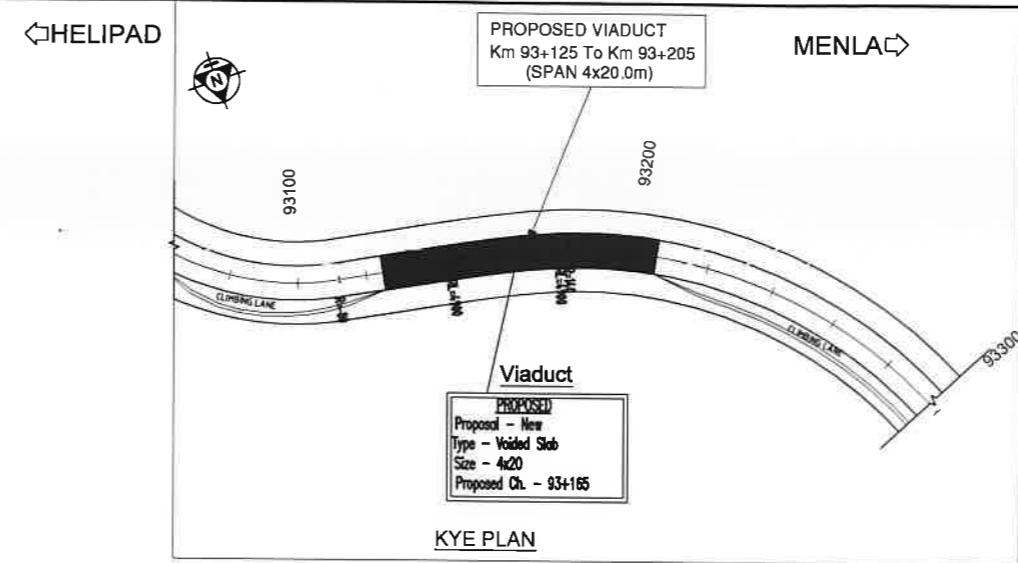 HELIPAD
MENLA
PROPOSED VIADUCT
Km 93+125 To Km 93+205
(SPAN 4x20.0m)
N
93100
93200
CLIMBING LANE
CLIMBING LANE
93300
Viaduct
PROPOSED
Proposal - New
Type - Voided Slab
Size - 4x20
Proposed Ch. - 93+165
KYE PLAN